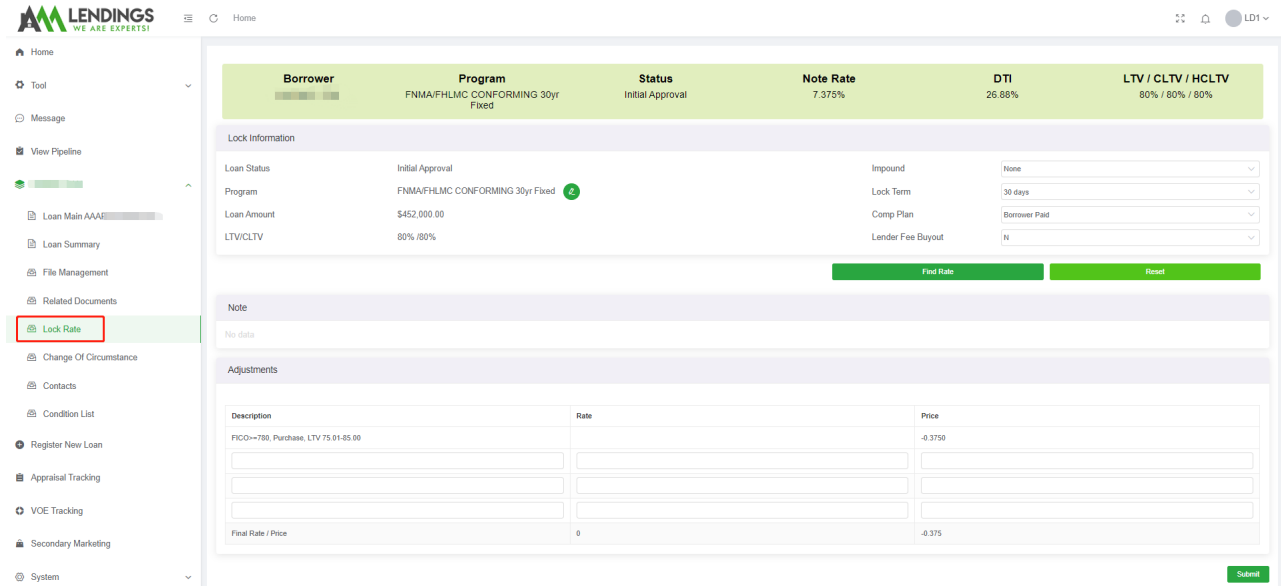 AAA LENDINGS
WE ARE EXPERTS!
Home
LD1
Home
Tool
Message
View Pipeline
Loan Main AAA
Loan Summary
File Management
Related Documents
Lock Rate
Change Of Circumstance
Contacts
Condition List
Register New Loan
Appraisal Tracking
VOE Tracking
Secondary Marketing
System
Borrower Program Status Note Rate DTI LTV / CLTV / HCLTV
FNMA/FHLMC CONFORMING 30yr Initial Approval 7.375% 26.88% 80% / 80% / 80%
Fixed
Lock Information
Loan Status Initial Approval Impound None
Program FNMA/FHLMC CONFORMING 30yr Fixed Lock Term 30 days
Loan Amount $452,000.00 Comp Plan Borrower Paid
LTV/CLTV 80% /80% Lender Fee Buyout N
Find Rate Reset
Note
No data
Adjustments
Description Rate Price
FICO>=780, Purchase, LTV 75.01-85.00 -0.3750
Final Rate / Price 0 -0.375
Submit